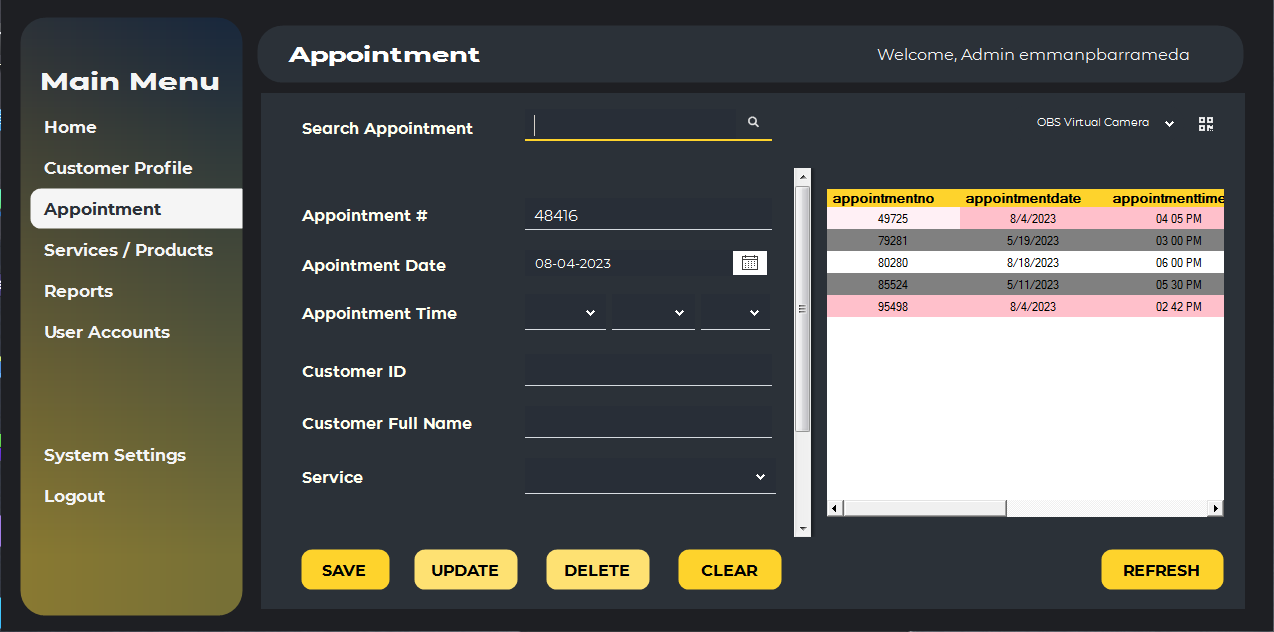 Main Menu
Home
Customer Profile
Appointment
Services / Products
Reports
User Accounts
System Settings
Logout
Appointment
Welcome, Admin emmanpbarrameda
Search Appointment
OBS Virtual Camera
Appointment # 48416
Apointment Date 08-04-2023
Appointment Time
Customer ID
Customer Full Name
Service
appointmentno appointmentdate appointmenttime
49725 8/4/2023 04 05 PM
79281 5/19/2023 03 00 PM
80280 8/18/2023 06 00 PM
85524 5/11/2023 05 30 PM
95498 8/4/2023 02 42 PM
SAVE UPDATE DELETE CLEAR REFRESH